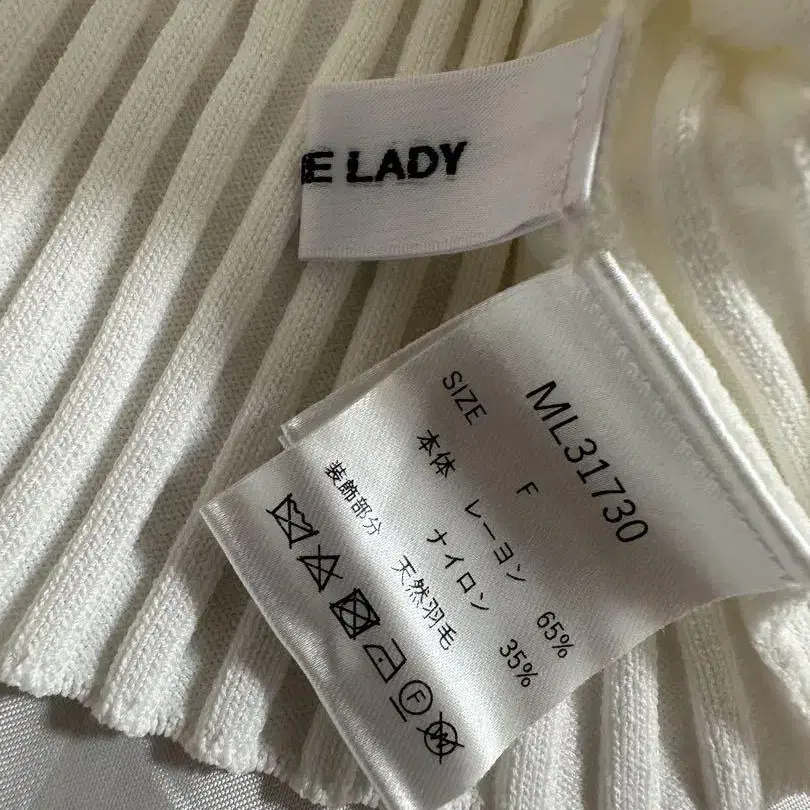 E LADY
ML31730
SIZE F
本体 レーヨン 65%
ナイロン 35%
装飾部分 天然羽毛
F
W